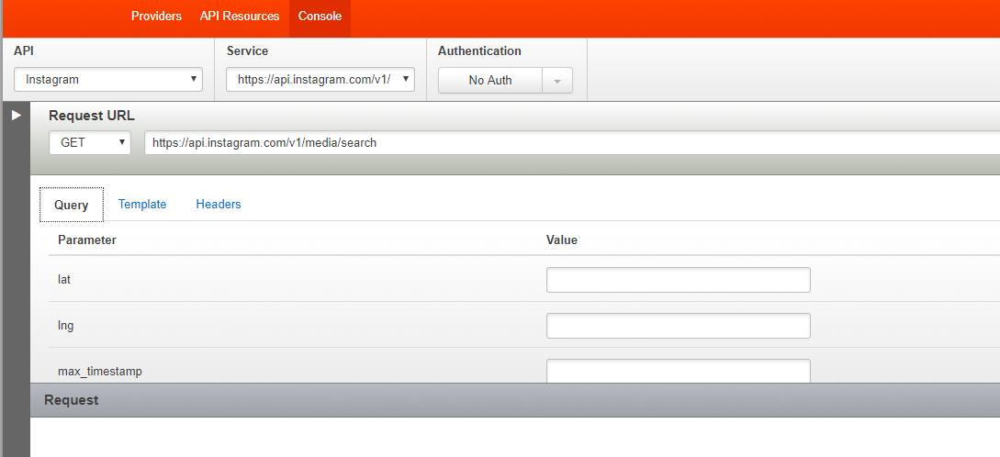 Providers API Resources Console
API Service Authentication
Instagram https://api.instagram.com/v1/ No Auth
Request URL
GET https://api.instagram.com/v1/media/search
Query Template Headers
Parameter Value
lat
lng
max_timestamp
Request